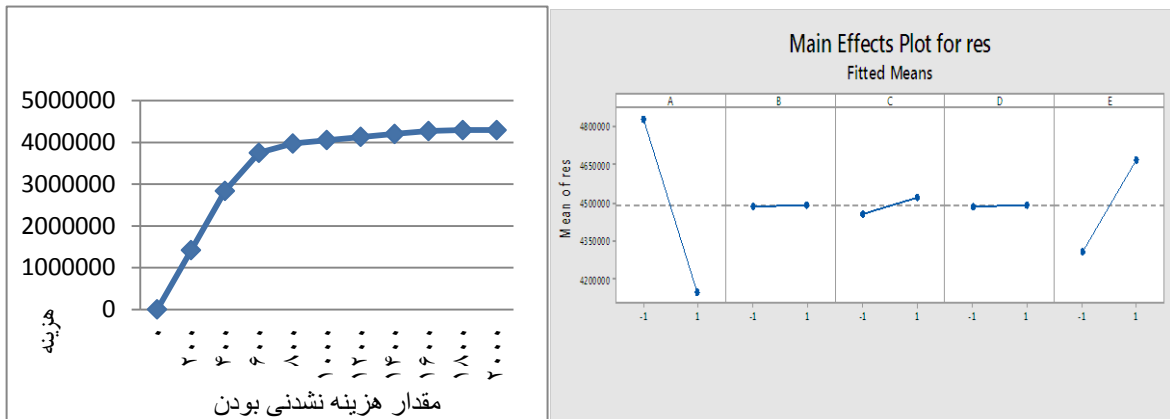 5000000
4000000
3000000
2000000
1000000
0
هزینه
۰ ۲۰۰ ۴۰۰ ۶۰۰ ۸۰۰ ۱۰۰۰ ۱۲۰۰ ۱۴۰۰ ۱۶۰۰ ۱۸۰۰ ۲۰۰۰
مقدار هزینه نشدنی بودن
Main Effects Plot for res
Fitted Means
A B C D E
4800000
4650000
4500000
4350000
4200000
Mean of res
-1 1 -1 1 -1 1 -1 1 -1 1